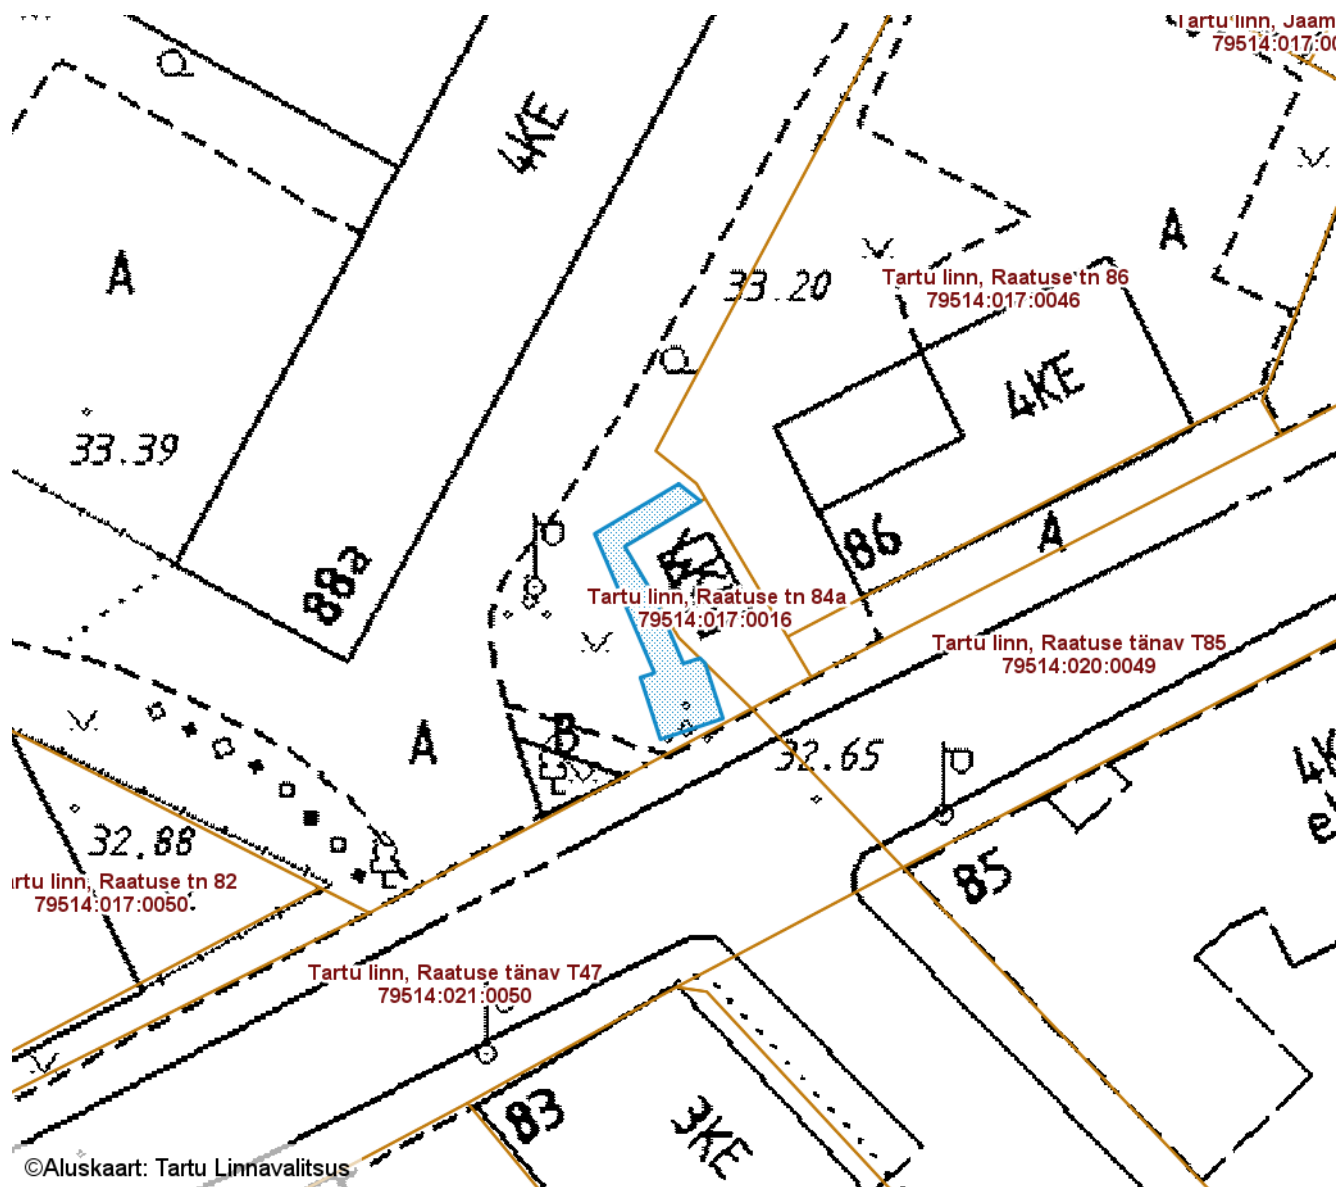 Tartu linn, Jaam
79514:017:00
4KE
A
A
33.20
Tartu linn, Raatuse tn 86
79514:017:0046
4KE
33.39
86
A
88a
Tartu linn, Raatuse tn 84a
79514:017:0016
Tartu linn, Raatuse tänav T85
79514:020:0049
A
B
32.65
4K
32.88
85
rtu linn, Raatuse tn 82
79514:017:0050
Tartu linn, Raatuse tänav T47
79514:021:0050
83
3KE
©Aluskaart: Tartu Linnavalitsus